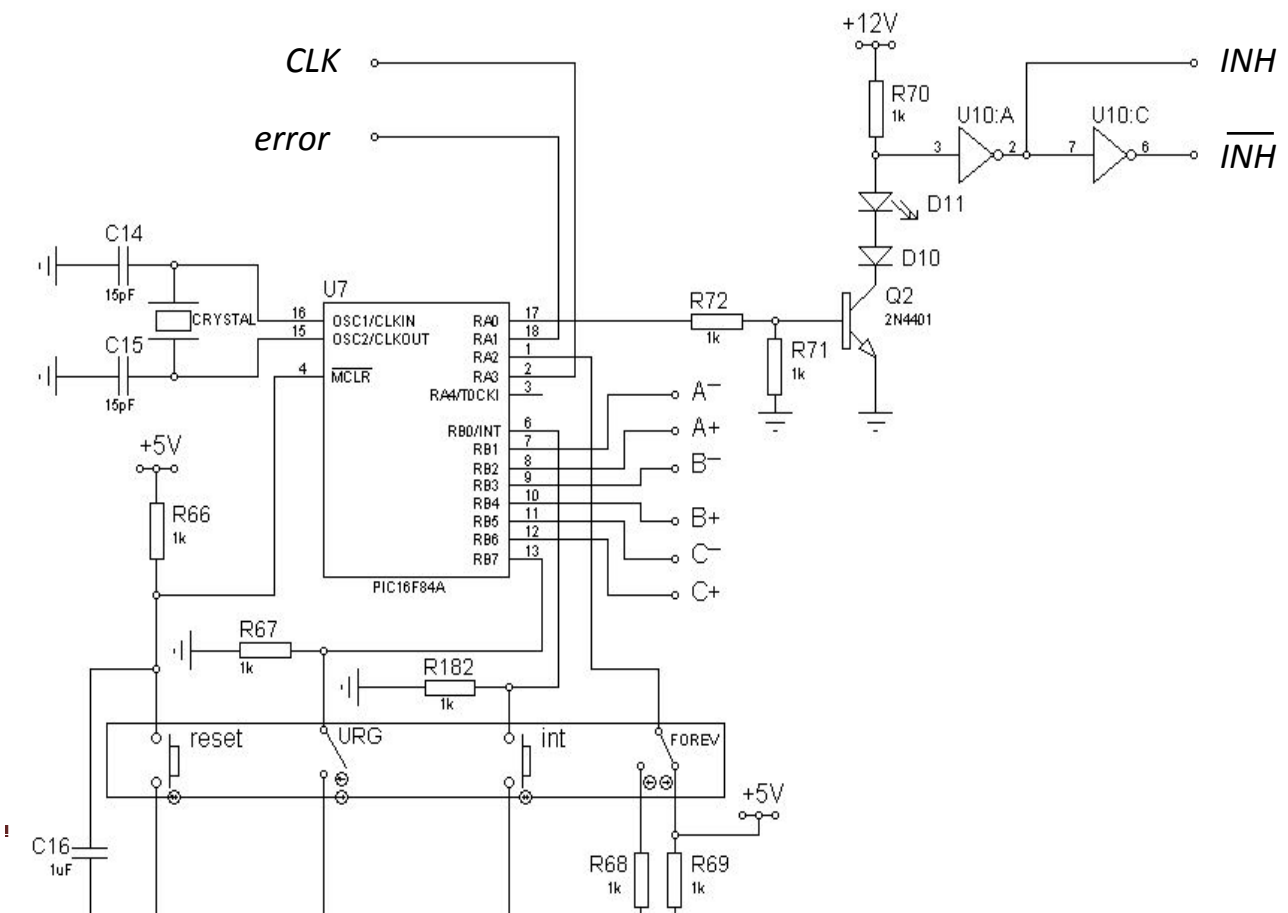 +12V
CLK
INH
R70
1k
U10:A
U10:C
error
3
2
7
6
INH
D11
C14
15pF
D10
U7
CRYSTAL
16
OSC1/CLKIN
RA0
17
R72
1k
Q2
2N4401
15
OSC2/CLKOUT
RA1
18
C15
15pF
RA2
1
R71
1k
4
MCLR
RA3
2
RA4/T0CKI
3
A-
RB0/INT
6
A+
+5V
RB1
7
RB2
8
B-
RB3
9
RB4
10
R66
1k
RB5
11
B+
RB6
12
C-
RB7
13
PIC16F84A
C+
R67
1k
R182
1k
reset
URG
int
FOREV
+5V
!
C16
1uF
R68
1k
R69
1k